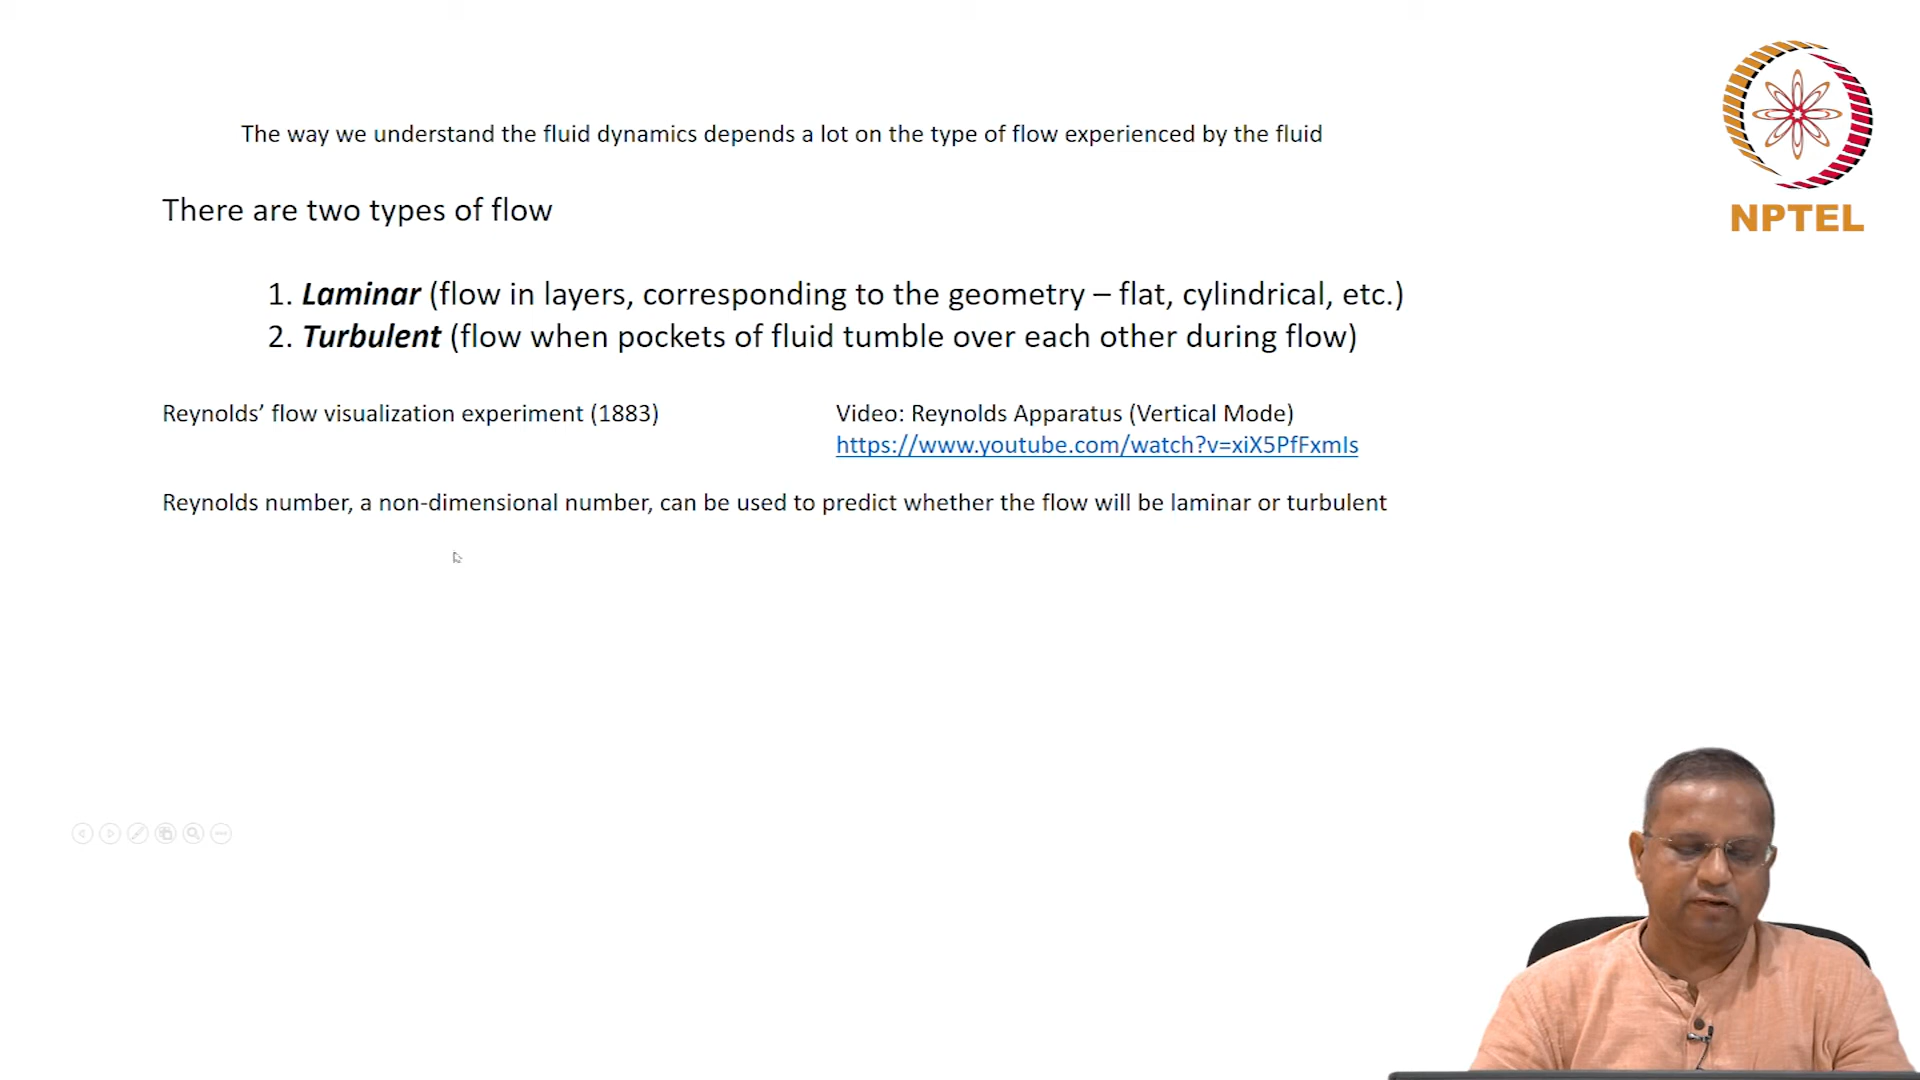 The way we understand the fluid dynamics depends a lot on the type of flow experienced by the fluid
NPTEL
There are two types of flow
1. Laminar (flow in layers, corresponding to the geometry – flat, cylindrical, etc.)
2. Turbulent (flow when pockets of fluid tumble over each other during flow)
Reynolds’ flow visualization experiment (1883)
Video: Reynolds Apparatus (Vertical Mode)
https://www.youtube.com/watch?v=xiX5PfFxmIs
Reynolds number, a non-dimensional number, can be used to predict whether the flow will be laminar or turbulent